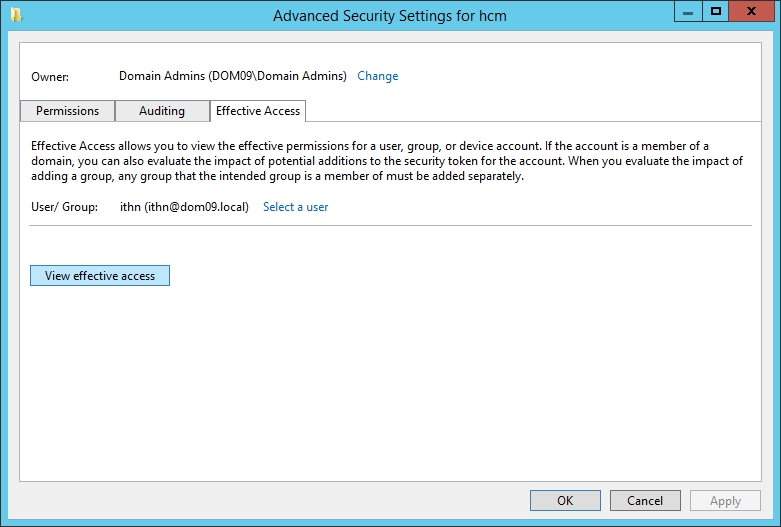 Advanced Security Settings for hcm
Owner: Domain Admins (DOM09\Domain Admins) Change
Permissions Auditing Effective Access
Effective Access allows you to view the effective permissions for a user, group, or device account. If the account is a member of a
domain, you can also evaluate the impact of potential additions to the security token for the account. When you evaluate the impact of
adding a group, any group that the intended group is a member of must be added separately.
User/ Group: ithn (ithn@dom09.local) Select a user
View effective access
OK Cancel Apply